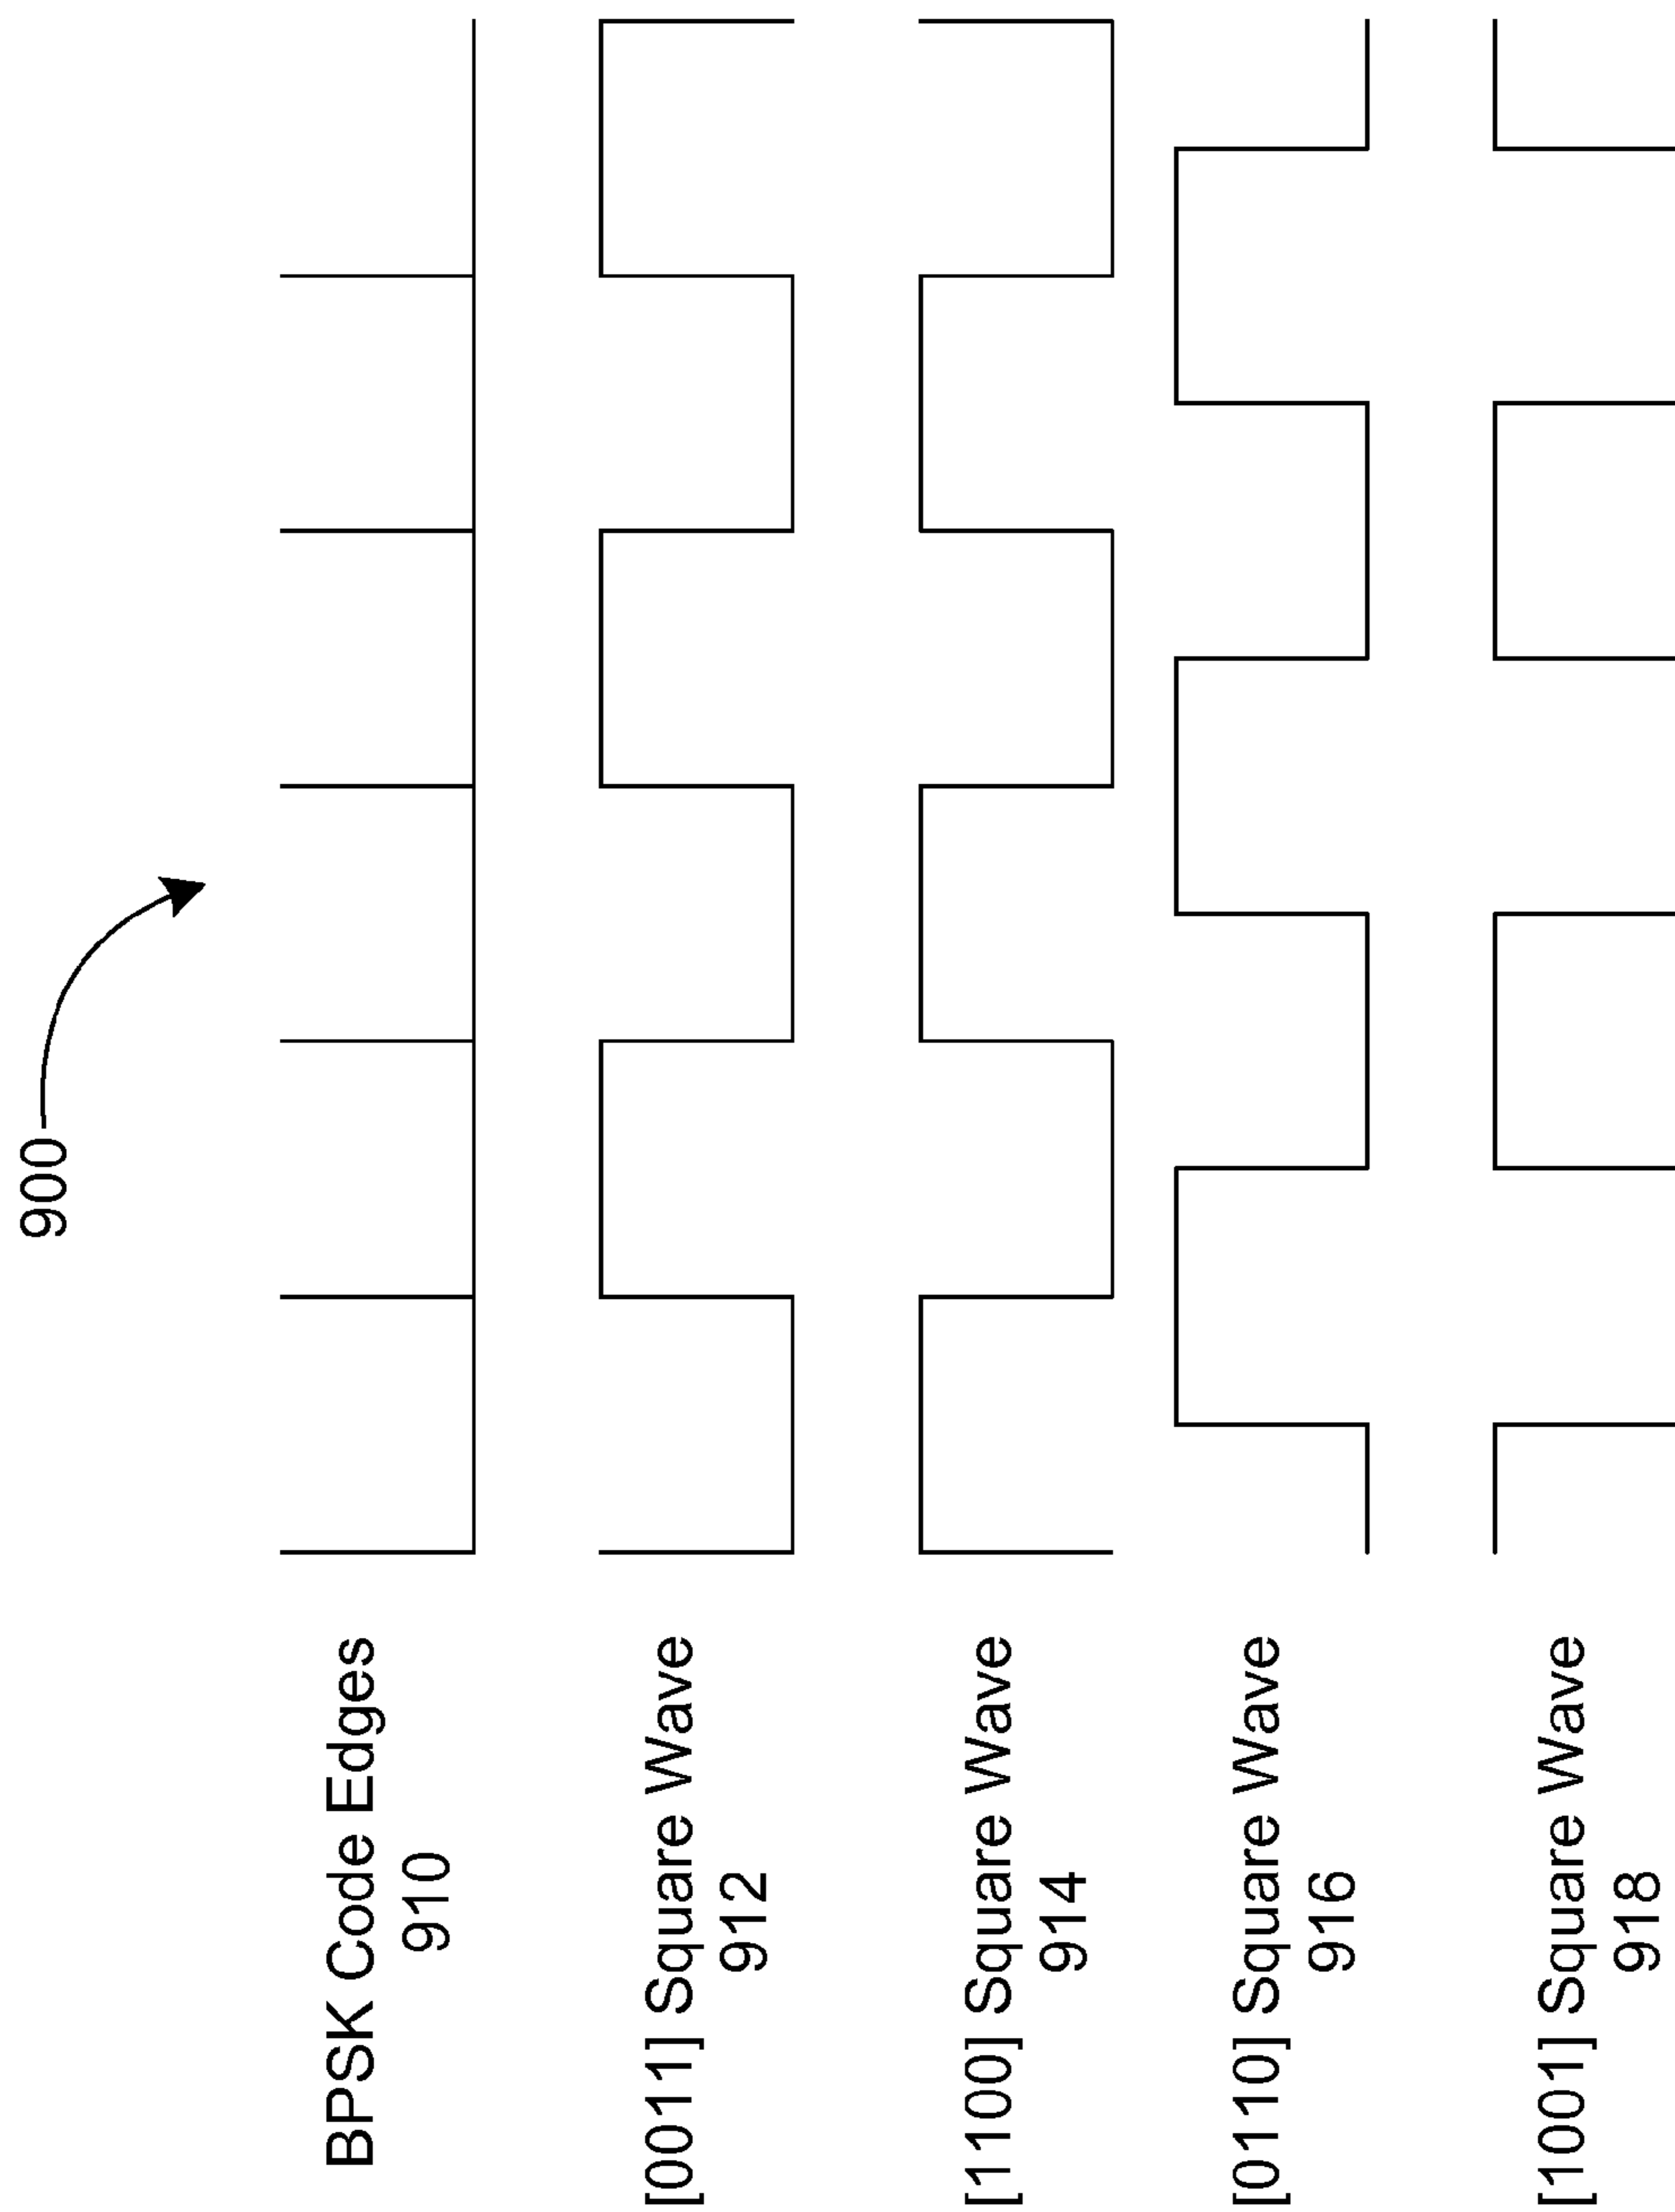 900
BPSK Code Edges
910
[0011] Square Wave
912
[1100] Square Wave
914
[0110] Square Wave
916
[1001] Square Wave
918